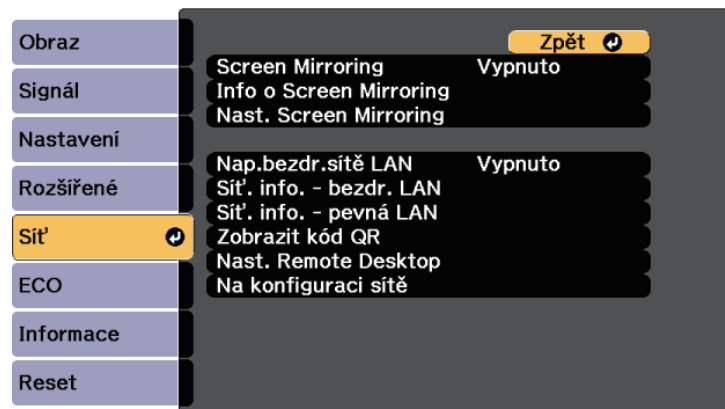 Obraz
Signál
Nastavení
Rozšířené
Síť
ECO
Informace
Reset
Zpět
Screen Mirroring Vypnuto
Info o Screen Mirroring
Nast. Screen Mirroring
Nap.bezdr.sítě LAN Vypnuto
Síť. info. - bezdr. LAN
Síť. info. - pevná LAN
Zobrazit kód QR
Nast. Remote Desktop
Na konfiguraci sítě